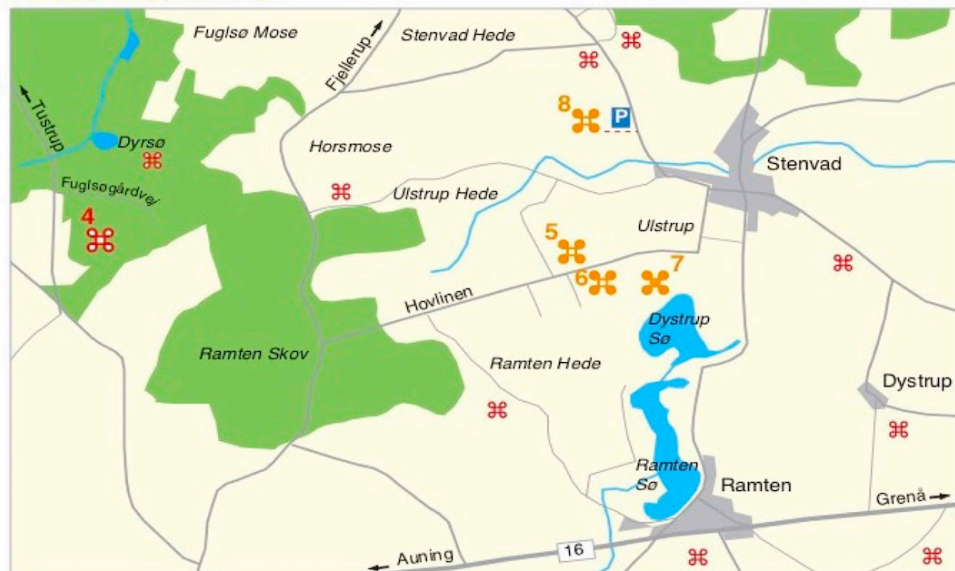 Fuglsø Mose
Stenvad Hede
Fjellerup
Tustrup
8
P
Dyrsø
Horsmose
Stenvad
Fuglsøgårdvej
Ulstrup Hede
4
Ulstrup
5
6
7
Hovlinen
Dystrup
Sø
Ramten Skov
Ramten Hede
Dystrup
Ramten
Sø
Ramten
Grenå
16
Auning